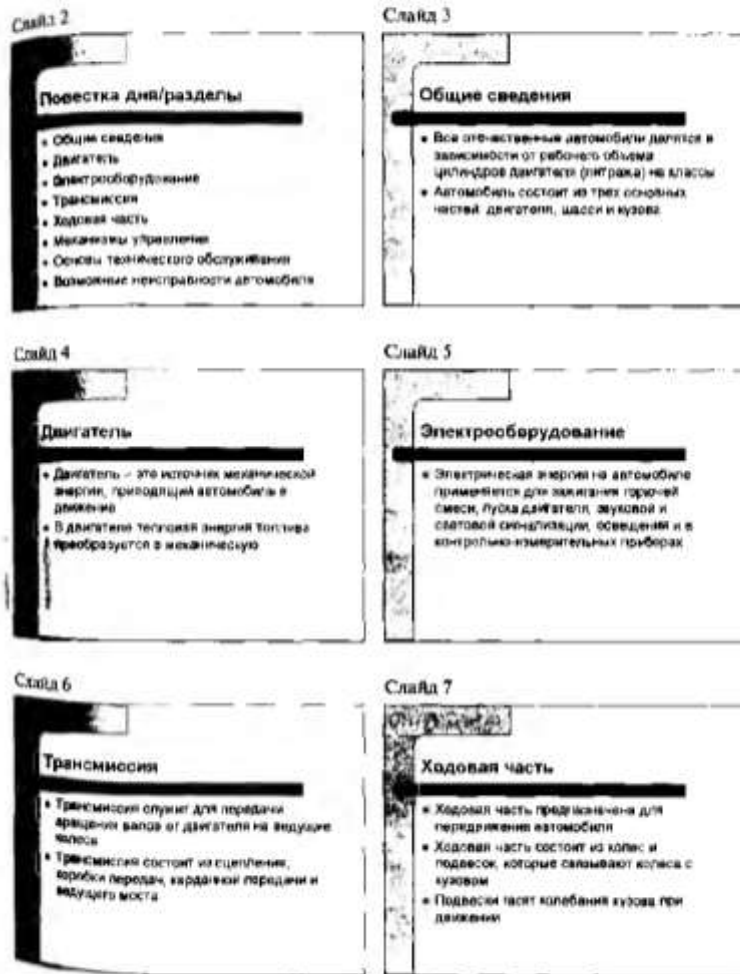 Слайд 2
Повестка дня/разделы
Общие сведения
Двигатель
Электрооборудование
Трансмиссия
Ходовая часть
Механизмы управления
Основы технического обслуживания
Возможные неисправности автомобиля
Слайд 3
Общие сведения
Все отечественные автомобили делятся в
зависимости от рабочего объема
цилиндров двигателя (литража) на классы
Автомобиль состоит из трех основных
частей: двигателя, шасси и кузова
Слайд 4
Двигатель
Двигатель – это источник механической
энергии, приводящий автомобиль в
движение
В двигателе тепловая энергия топлива
преобразуется в механическую
Слайд 5
Электрооборудование
Электрическая энергия на автомобиле
применяется для зажигания горючей
смеси, пуска двигателя, звуковой и
световой сигнализации, освещения и в
контрольно-измерительных приборах
Слайд 6
Трансмиссия
Трансмиссия служит для передачи
вращения валов от двигателя на ведущие
колеса
Трансмиссия состоит из сцепления,
коробки передач, карданной передачи и
ведущего моста
Слайд 7
Ходовая часть
Ходовая часть предназначена для
передвижения автомобиля
Ходовая часть состоит из колес и
подвесок, которые связывают колеса с
кузовом
Подвески гасят колебания кузова при
движении